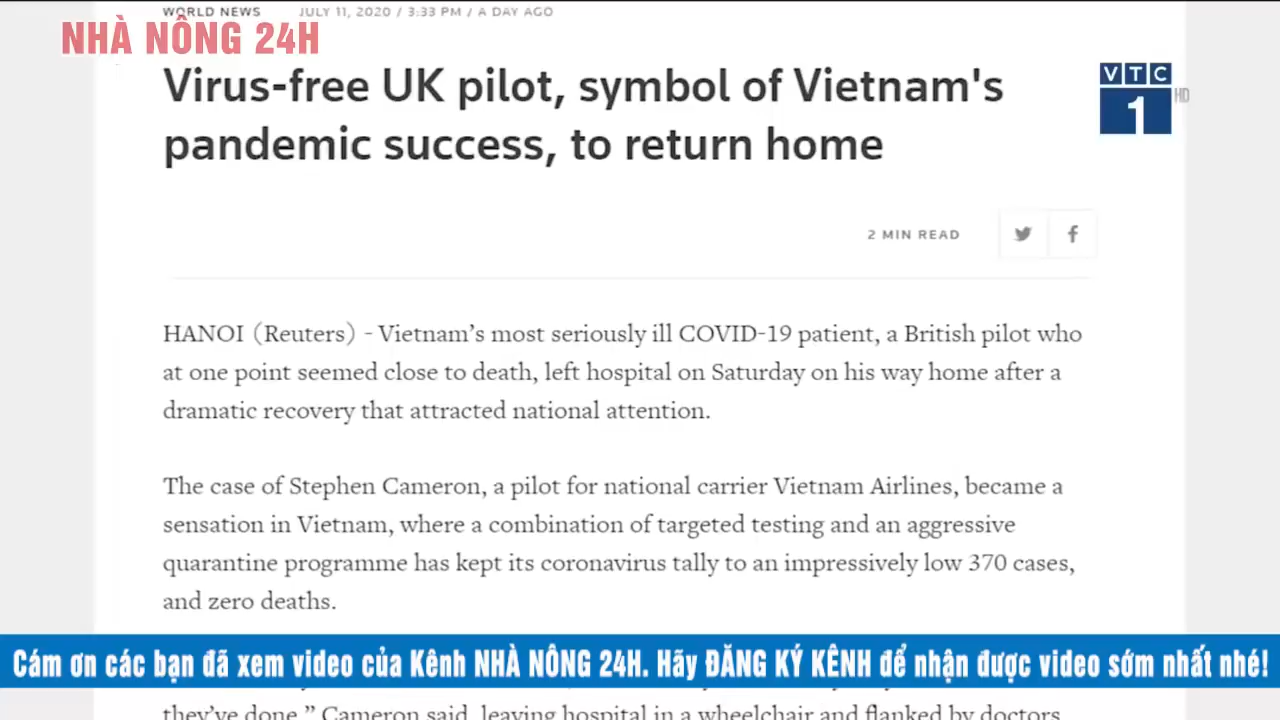 WORLD NEWS JULY 11, 2020 / 3:33 PM / A DAY AGO
NHÀ NÔNG 24H
VTC
1
HD
Virus-free UK pilot, symbol of Vietnam's
pandemic success, to return home
2 MIN READ
HANOI (Reuters) - Vietnam’s most seriously ill COVID-19 patient, a British pilot who
at one point seemed close to death, left hospital on Saturday on his way home after a
dramatic recovery that attracted national attention.
The case of Stephen Cameron, a pilot for national carrier Vietnam Airlines, became a
sensation in Vietnam, where a combination of targeted testing and an aggressive
quarantine programme has kept its coronavirus tally to an impressively low 370 cases,
and zero deaths.
Cám ơn các bạn đã xem video của Kênh NHÀ NÔNG 24H. Hãy ĐĂNG KÝ KÊNH để nhận được video sớm nhất nhé!
they’ve done,” Cameron said, leaving hospital in a wheelchair and flanked by doctors